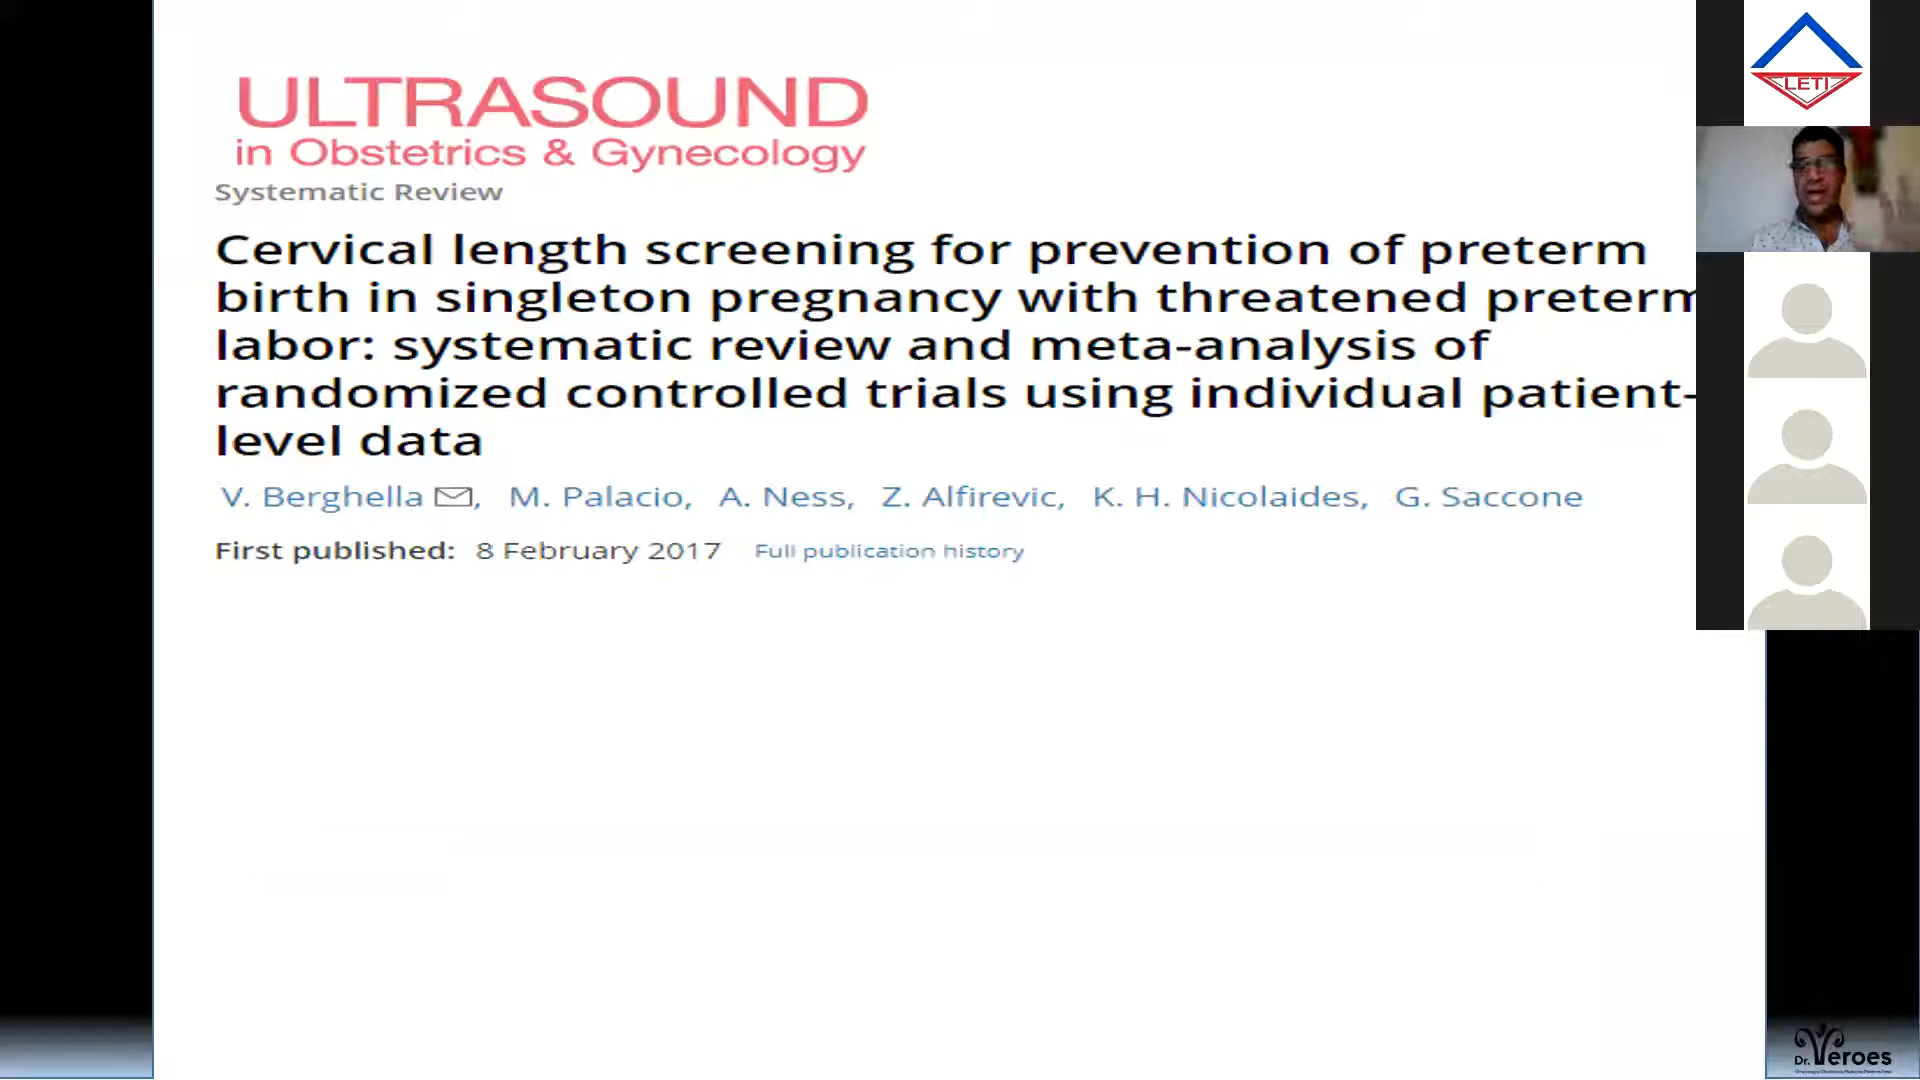 ULTRASOUND
in Obstetrics & Gynecology
Systematic Review
Cervical length screening for prevention of preterm
birth in singleton pregnancy with threatened preterm
labor: systematic review and meta-analysis of
randomized controlled trials using individual patient-
level data
V. Berghella, M. Palacio, A. Ness, Z. Alfirevic, K. H. Nicolaides, G. Saccone
First published: 8 February 2017 Full publication history
LETI
Dr. Yeroes